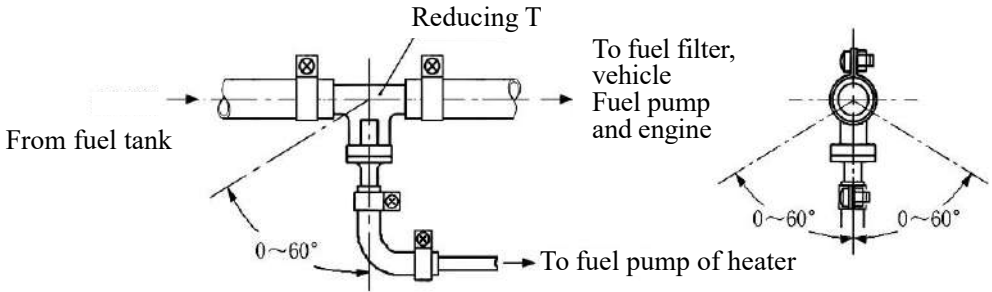 Reducing T
To fuel filter,
vehicle
Fuel pump
and engine
From fuel tank
0～60°
0～60°
0～60°
To fuel pump of heater